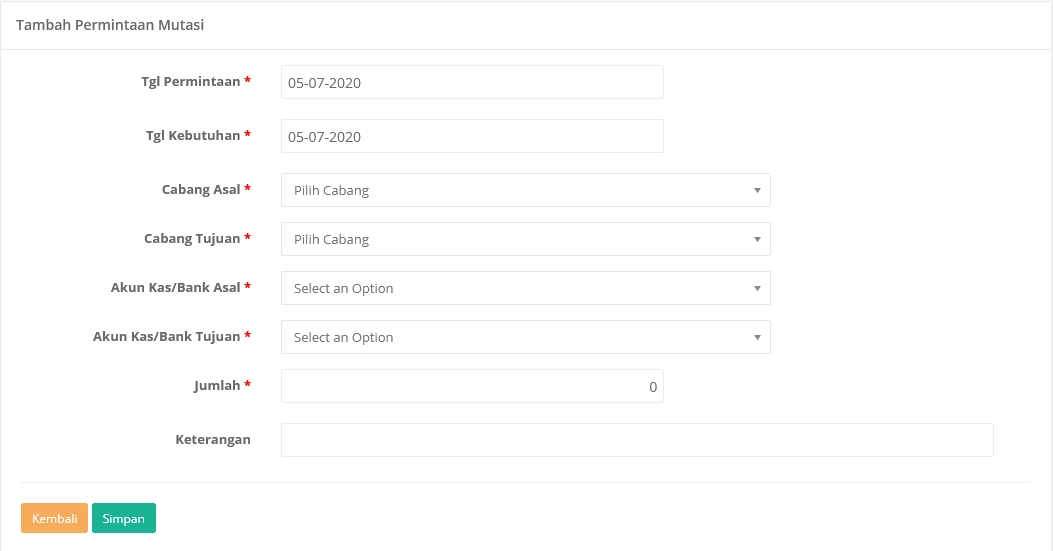 Tambah Permintaan Mutasi
Tgl Permintaan * 05-07-2020
Tgl Kebutuhan * 05-07-2020
Cabang Asal * Pilih Cabang
Cabang Tujuan * Pilih Cabang
Akun Kas/Bank Asal * Select an Option
Akun Kas/Bank Tujuan * Select an Option
Jumlah * 0
Keterangan
Kembali Simpan